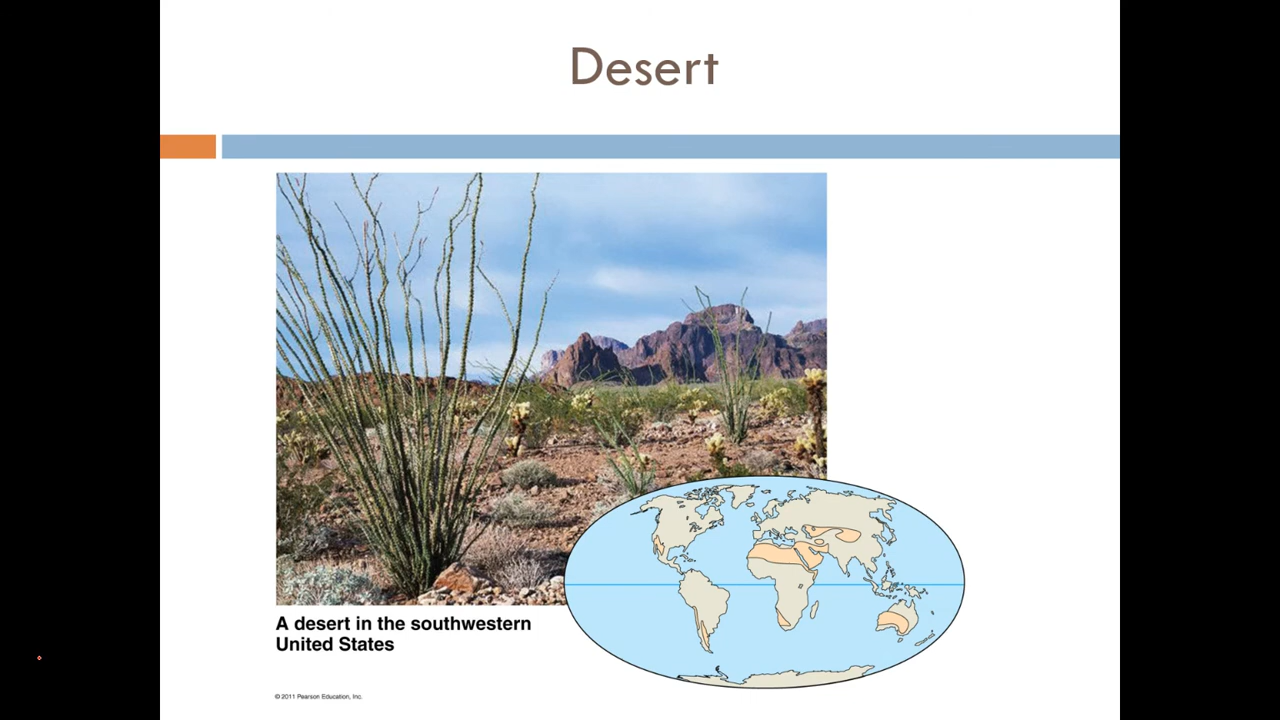 Desert
A desert in the southwestern
United States
© 2011 Pearson Education, Inc.